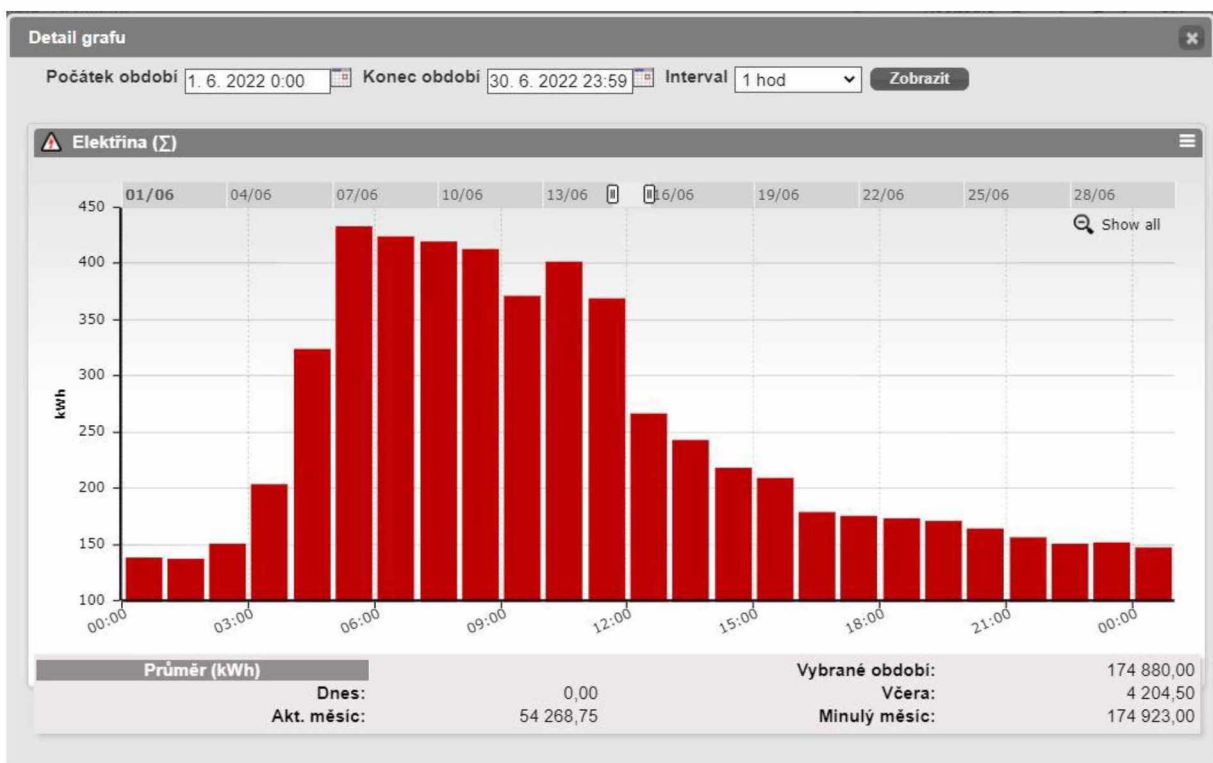 Detail grafu
Počátek období 1. 6. 2022 0:00 Konec období 30. 6. 2022 23:59 Interval 1 hod Zobrazit
Elektřina (∑)
01/06 04/06 07/06 10/06 13/06 16/06 19/06 22/06 25/06 28/06
Show all
450
400
350
300
250
200
150
100
kWh
00:00 03:00 06:00 09:00 12:00 15:00 18:00 21:00 00:00
Průměr (kWh) Vybrané období: 174 880,00
Dnes: 0,00 Včera: 4 204,50
Akt. měsíc: 54 268,75 Minulý měsíc: 174 923,00